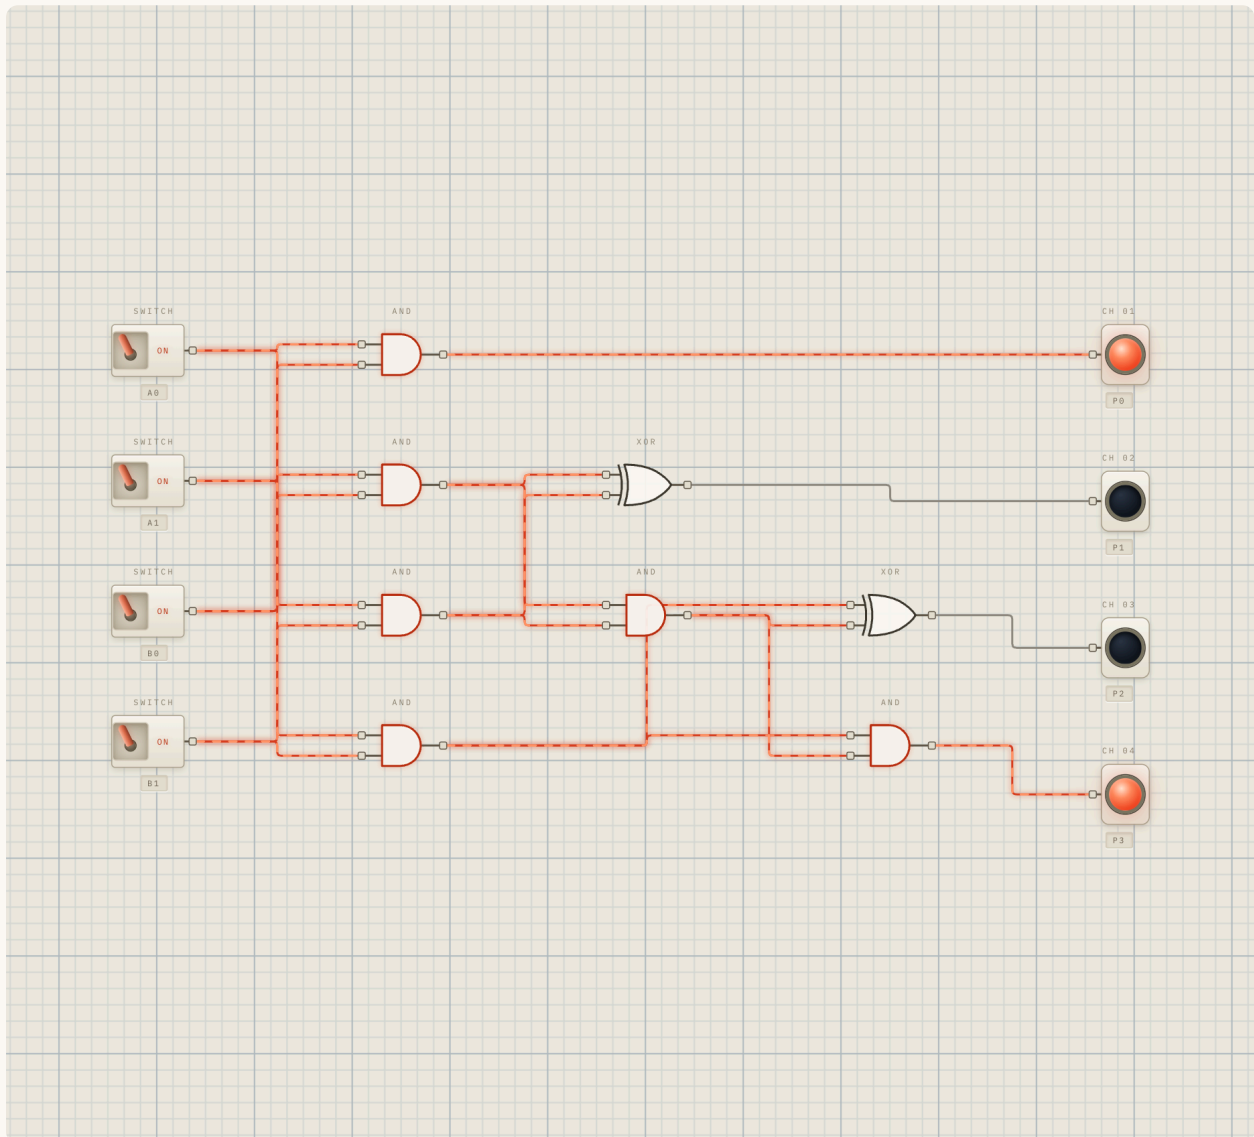 SWITCH
ON
A0
AND
CH 01
P0
SWITCH
ON
A1
AND
XOR
CH 02
P1
SWITCH
ON
B0
AND
AND
XOR
CH 03
P2
SWITCH
ON
B1
AND
AND
CH 04
P3